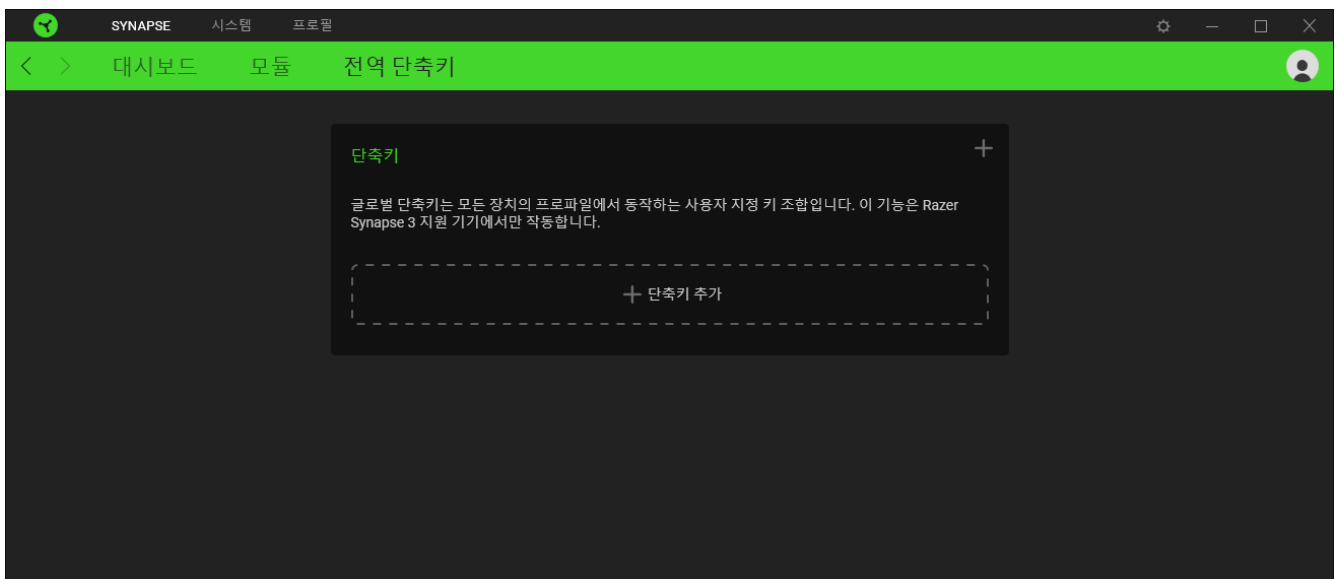 SYNAPSE 시스템 프로필
대시보드 모듈 전역 단축키
단축키
글로벌 단축키는 모든 장치의 프로파일에서 동작하는 사용자 지정 키 조합입니다. 이 기능은 Razer
Synapse 3 지원 기기에서만 작동합니다.
단축키 추가